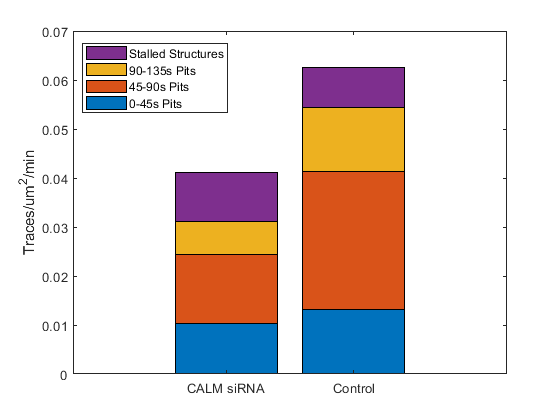 0.07
0.06
0.05
0.04
0.03
0.02
0.01
0
Traces/um²/min
Stalled Structures
90-135s Pits
45-90s Pits
0-45s Pits
CALM siRNA
Control